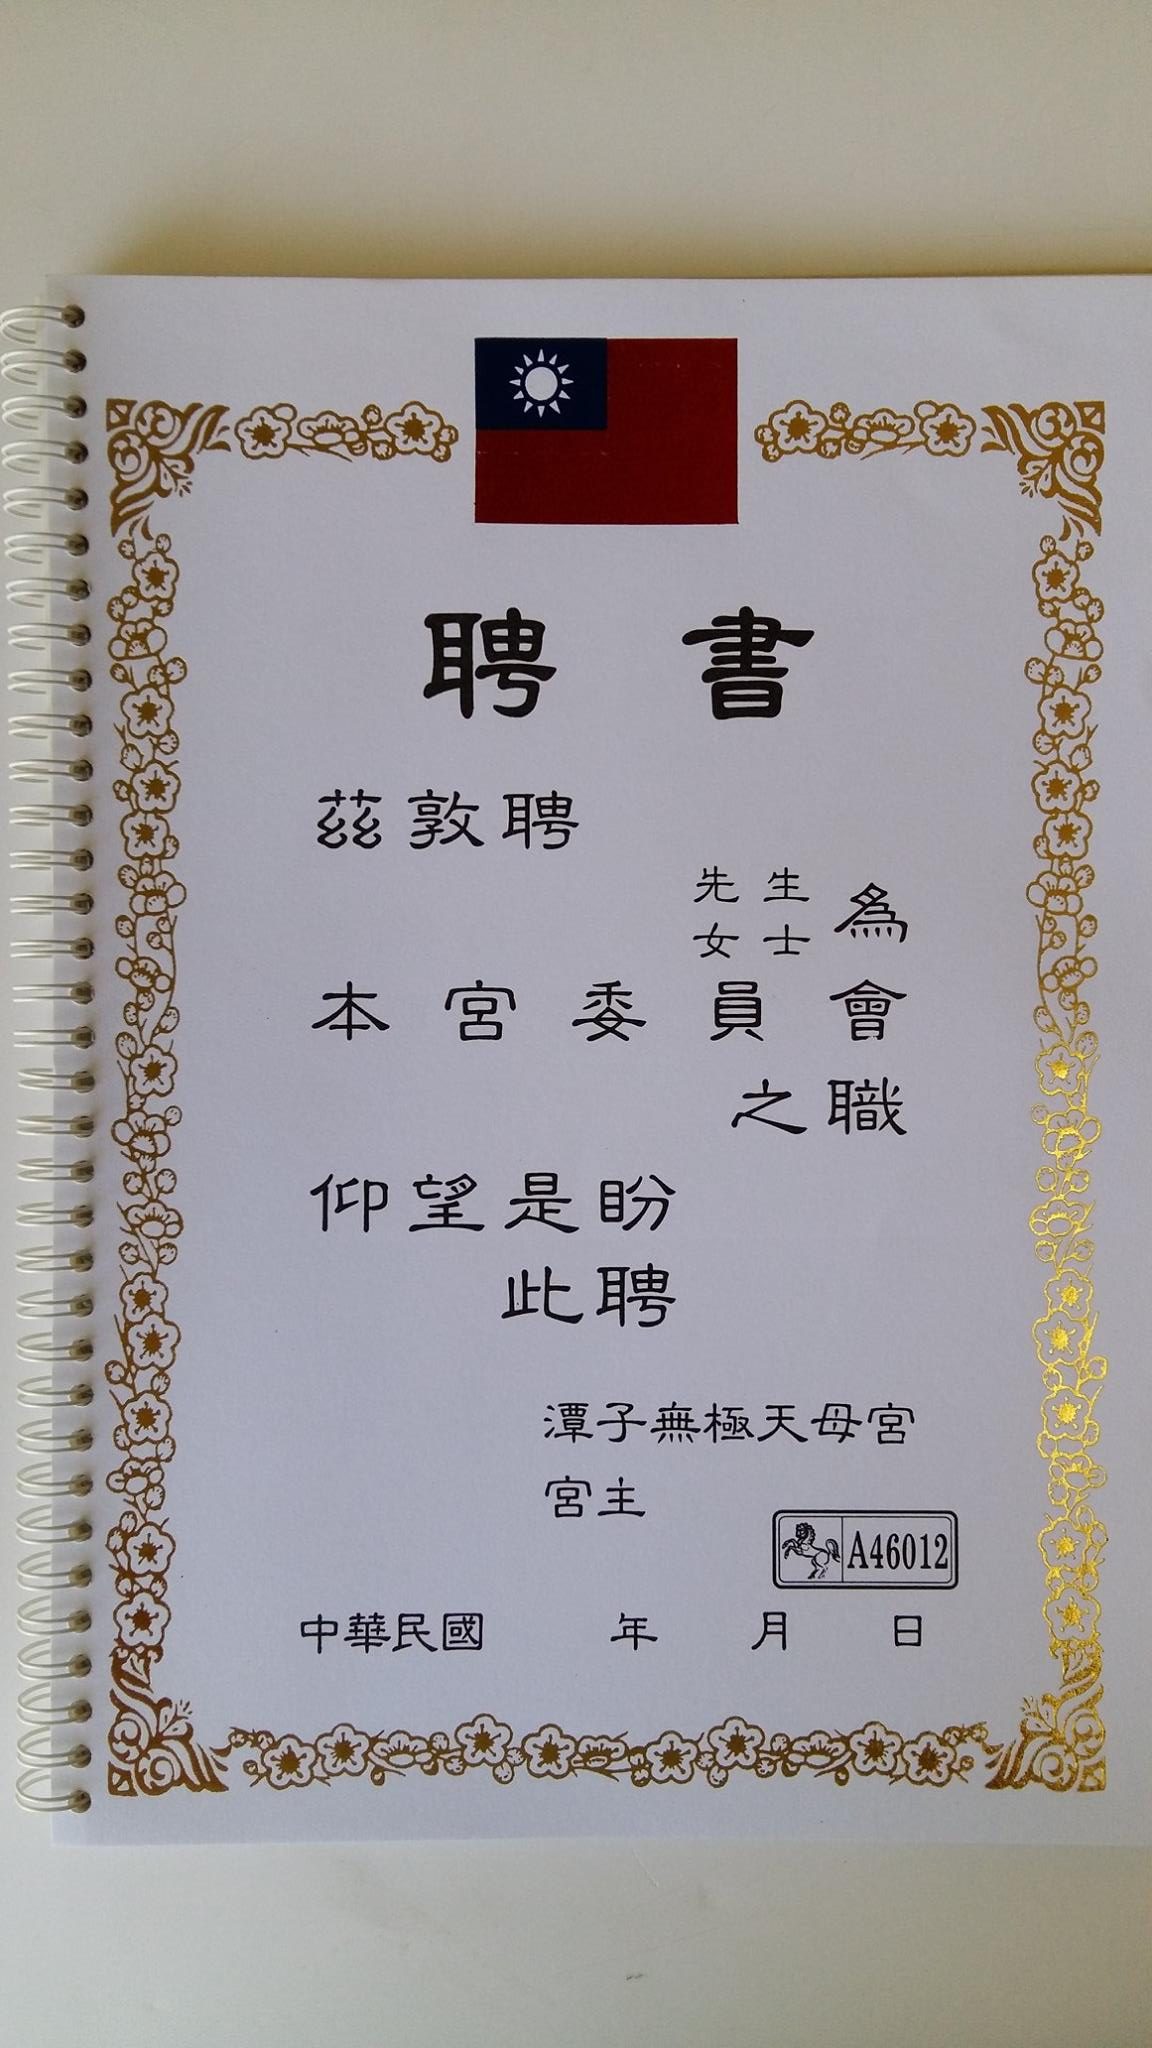 聘書
茲敦聘
先生
女士
為
本宮委員會
之職
仰望是盼
此聘
潭子無極天母宮
宮主
A46012
中華民國 年 月 日